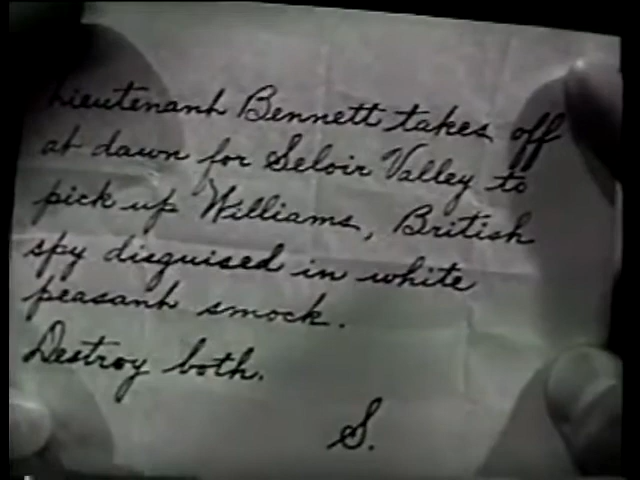 Lieutenant Bennett takes off
at dawn for Seloir Valley to
pick up Williams, British
spy disguised in white
peasant smock.
Destroy both.
S.